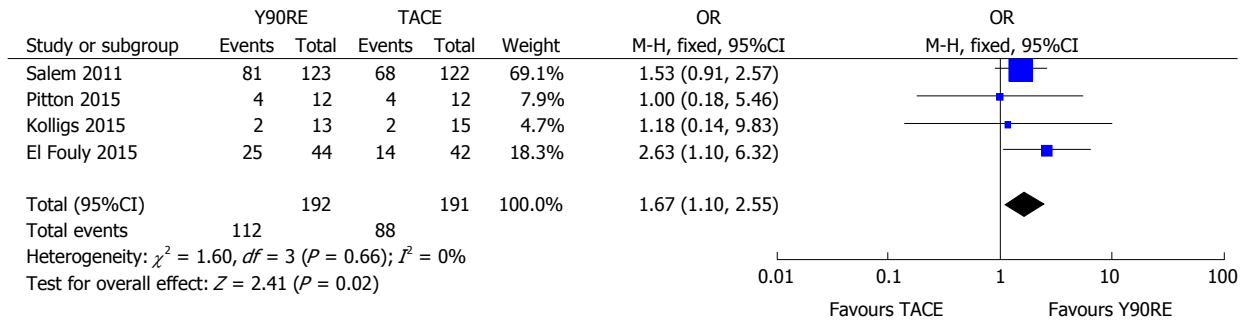 Y90RE TACE OR OR
Study or subgroup Events Total Events Total Weight M-H, fixed, 95%CI M-H, fixed, 95%CI
Salem 2011 81 123 68 122 69.1% 1.53 (0.91, 2.57)
Pitton 2015 4 12 4 12 7.9% 1.00 (0.18, 5.46)
Kolligs 2015 2 13 2 15 4.7% 1.18 (0.14, 9.83)
El Fouly 2015 25 44 14 42 18.3% 2.63 (1.10, 6.32)
Total (95%CI) 192 191 100.0% 1.67 (1.10, 2.55)
Total events 112 88
Heterogeneity: χ² = 1.60, df = 3 (P = 0.66); I² = 0%
Test for overall effect: Z = 2.41 (P = 0.02)
0.01 0.1 1 10 100
Favours TACE Favours Y90RE